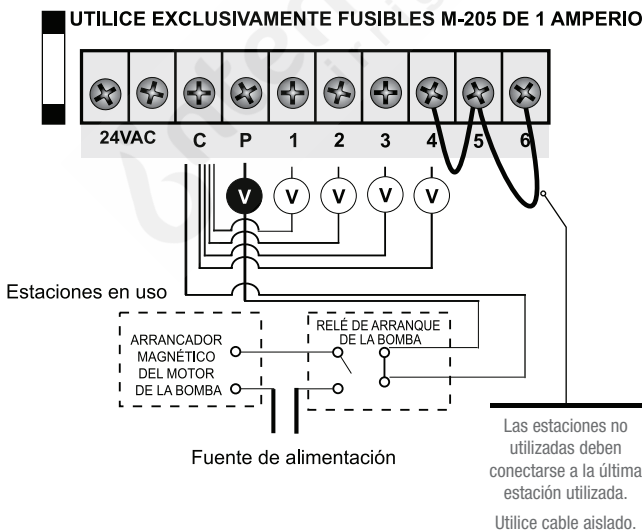 UTILICE EXCLUSIVAMENTE FUSIBLES M-205 DE 1 AMPERIO
24VAC C P 1 2 3 4 5 6
V V V V V
Estaciones en uso
ARRANCADOR
MAGNÉTICO
DEL MOTOR
DE LA BOMBA
RELÉ DE ARRANQUE
DE LA BOMBA
Fuente de alimentación
Las estaciones no
utilizadas deben
conectarse a la última
estación utilizada.
Utilice cable aislado.